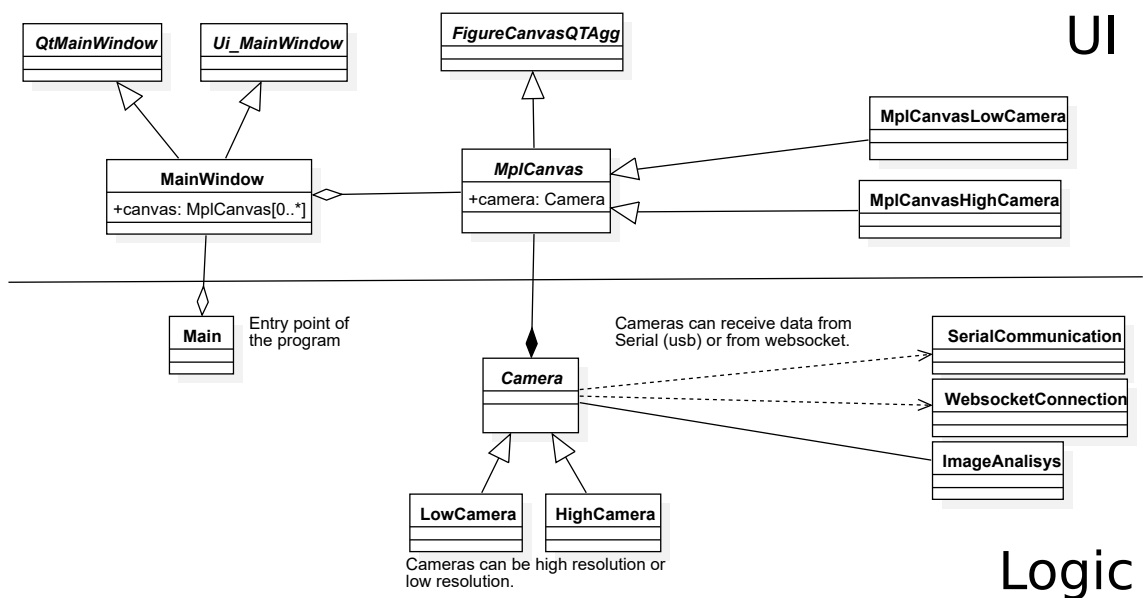 UI
QtMainWindow
Ui_MainWindow
FigureCanvasQTAgg
MplCanvasLowCamera
MainWindow
+canvas: MplCanvas[0..*]
MplCanvas
+camera: Camera
MplCanvasHighCamera
Main
Entry point of
the program
Cameras can receive data from
Serial (usb) or from websocket.
SerialCommunication
Camera
WebsocketConnection
ImageAnalisys
LowCamera
HighCamera
Cameras can be high resolution or
low resolution.
Logic